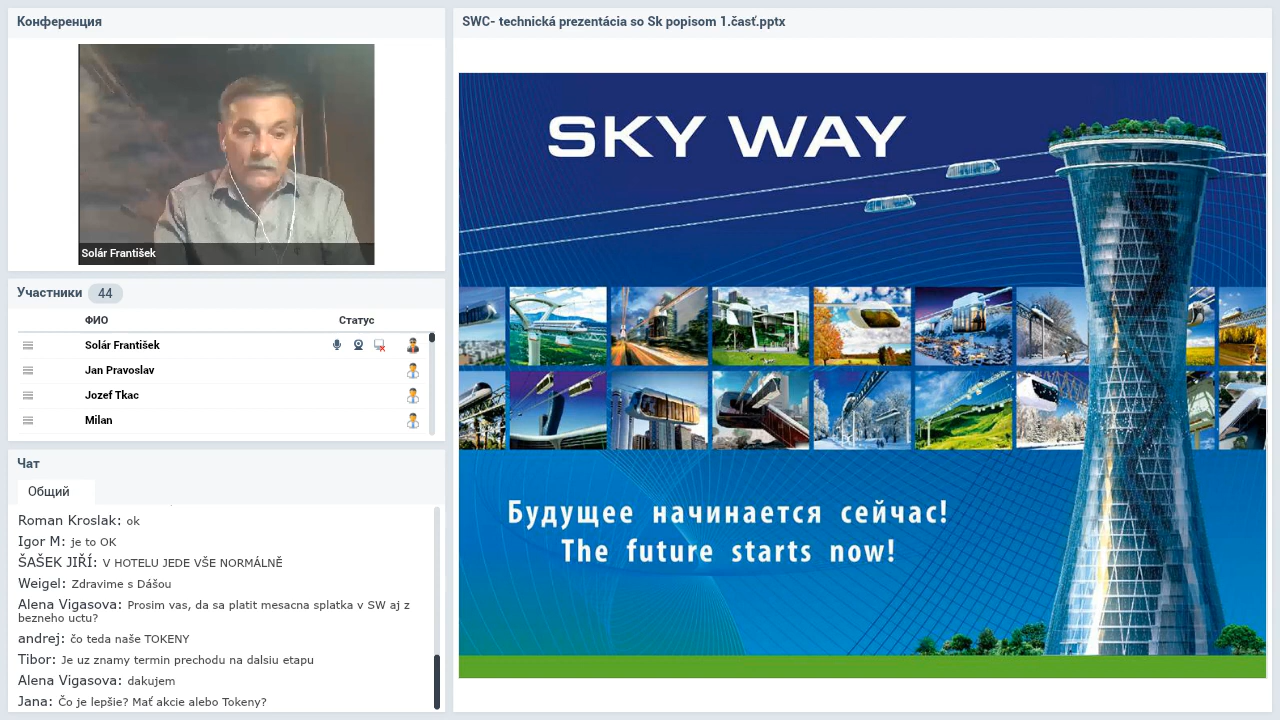 Конференция
Solár František
Участники 44
ФИО Статус
Solár František
Jan Pravoslav
Jozef Tkac
Milan
Чат
Общий
Roman Kroslak: ok
Igor M: je to OK
ŠAŠEK JIŘÍ: V HOTELU JEDE VŠE NORMÁLNĚ
Weigel: Zdravime s Dášou
Alena Vigasova: Prosim vas, da sa platit mesacna splatka v SW aj z
bezneho uctu?
andrej: čo teda naše TOKENY
Tibor: Je uz znamy termin prechodu na dalsiu etapu
Alena Vigasova: dakujem
Jana: Čo je lepšie? Mať akcie alebo Tokeny?
SWC- technická prezentácia so Sk popisom 1.časť.pptx
SKY WAY
Будущее начинается сейчас!
The future starts now!